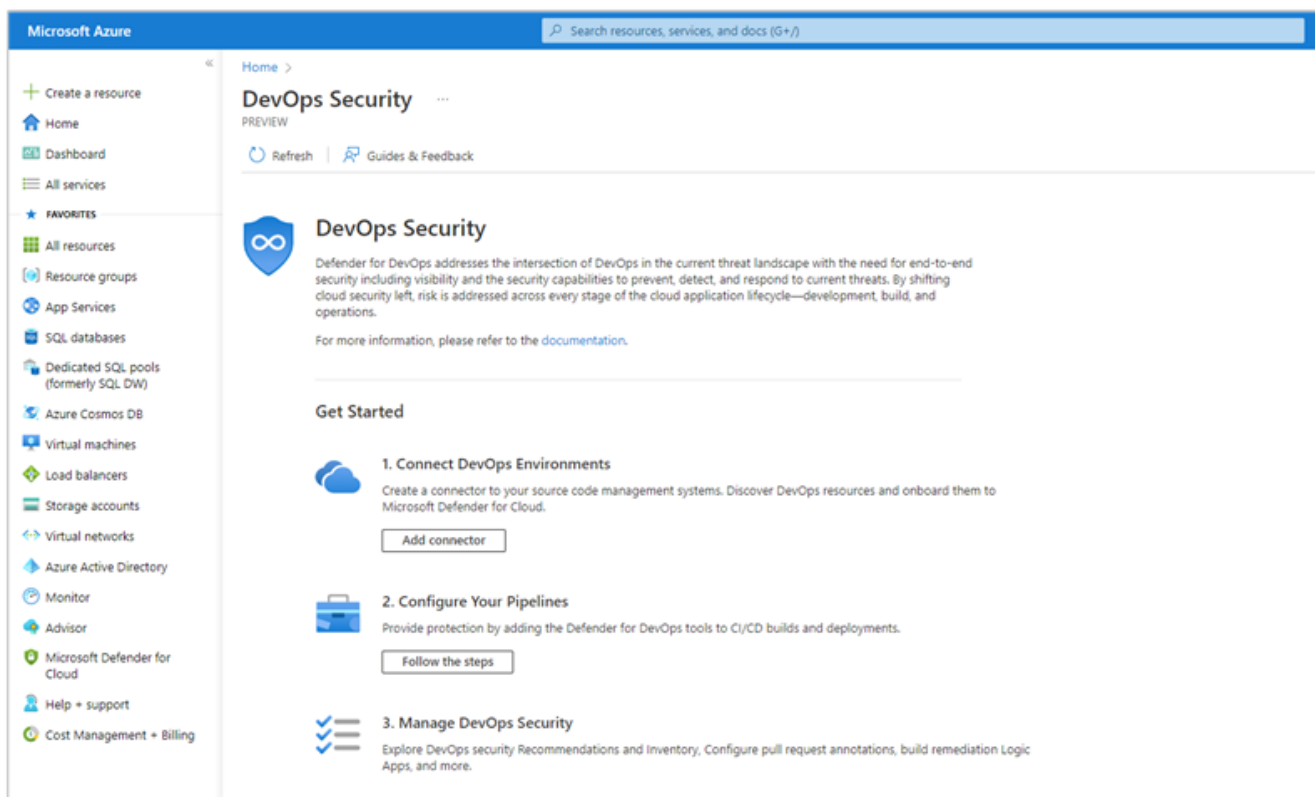 Microsoft Azure
Search resources, services, and docs (G+/)
«
Create a resource
Home
Dashboard
All services
FAVORITES
All resources
Resource groups
App Services
SQL databases
Dedicated SQL pools
(formerly SQL DW)
Azure Cosmos DB
Virtual machines
Load balancers
Storage accounts
Virtual networks
Azure Active Directory
Monitor
Advisor
Microsoft Defender for
Cloud
Help + support
Cost Management + Billing
Home >
DevOps Security ...
PREVIEW
Refresh
Guides & Feedback
DevOps Security
Defender for DevOps addresses the intersection of DevOps in the current threat landscape with the need for end-to-end
security including visibility and the security capabilities to prevent, detect, and respond to current threats. By shifting
cloud security left, risk is addressed across every stage of the cloud application lifecycle—development, build, and
operations.
For more information, please refer to the documentation.
Get Started
1. Connect DevOps Environments
Create a connector to your source code management systems. Discover DevOps resources and onboard them to
Microsoft Defender for Cloud.
Add connector
2. Configure Your Pipelines
Provide protection by adding the Defender for DevOps tools to CI/CD builds and deployments.
Follow the steps
3. Manage DevOps Security
Explore DevOps security Recommendations and Inventory, Configure pull request annotations, build remediation Logic
Apps, and more.